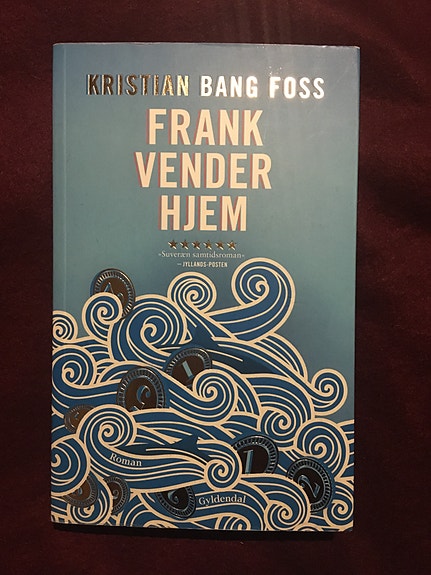 KRISTIAN BANG FOSS
FRANK
VENDER
HJEM
»Suveræn samtidsroman«
– JYLLANDS-POSTEN
Roman
Gyldendal